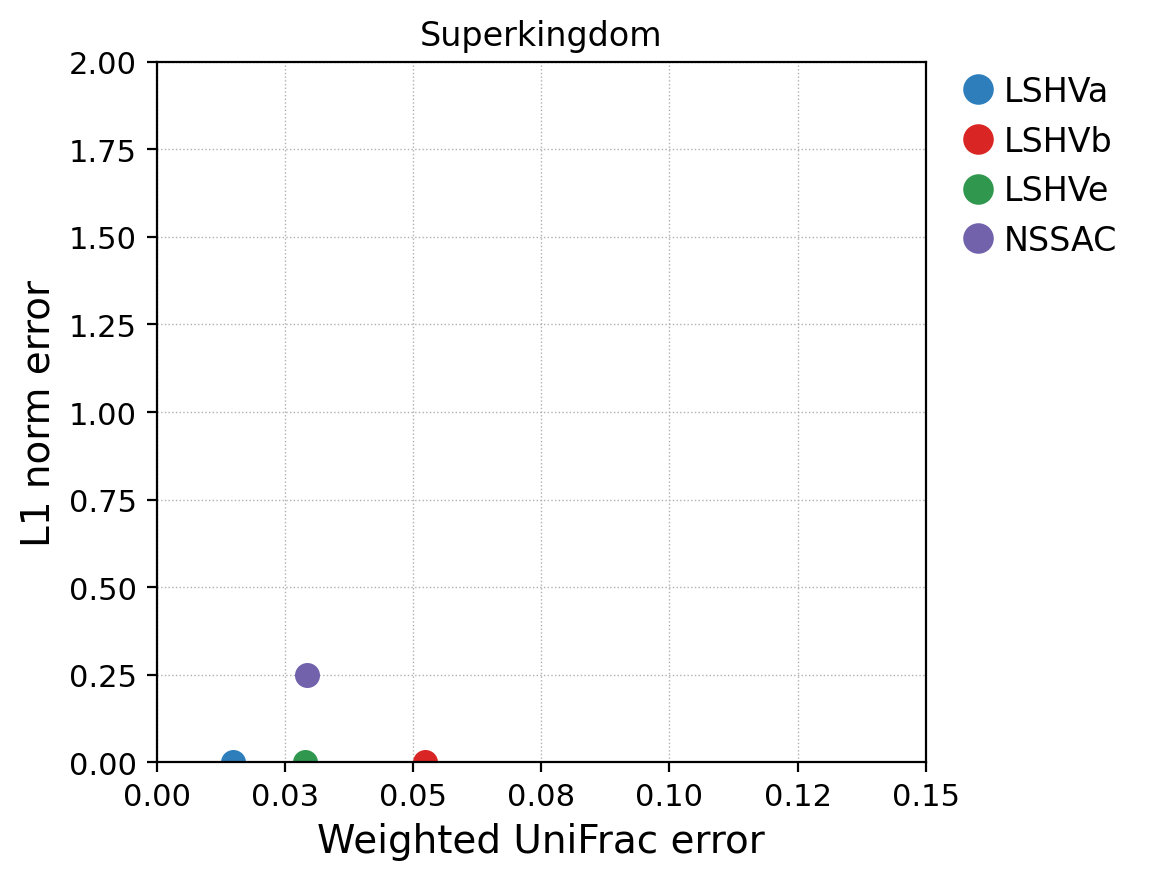 Superkingdom
2.00
1.75
1.50
1.25
1.00
0.75
0.50
0.25
0.00
L1 norm error
0.00 0.03 0.05 0.08 0.10 0.12 0.15
Weighted UniFrac error
LSHVa
LSHVb
LSHVe
NSSAC